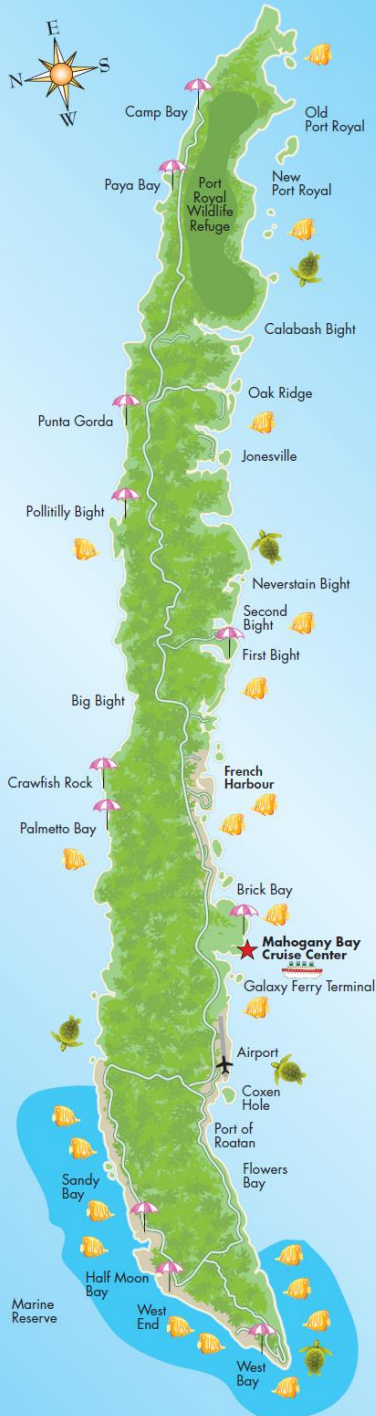 E
N
S
W
Camp Bay
Old
Port Royal
Paya Bay
Port
Royal
Wildlife
Refuge
New
Port Royal
Calabash Bight
Oak Ridge
Punta Gorda
Jonesville
Pollitilly Bight
Neverstain Bight
Second
Bight
First Bight
Big Bight
French
Harbour
Crawfish Rock
Palmetto Bay
Brick Bay
Mahogany Bay
Cruise Center
Galaxy Ferry Terminal
Airport
Coxen
Hole
Port of
Roatan
Flowers
Bay
Sandy
Bay
Half Moon
Bay
Marine
Reserve
West
End
West
Bay